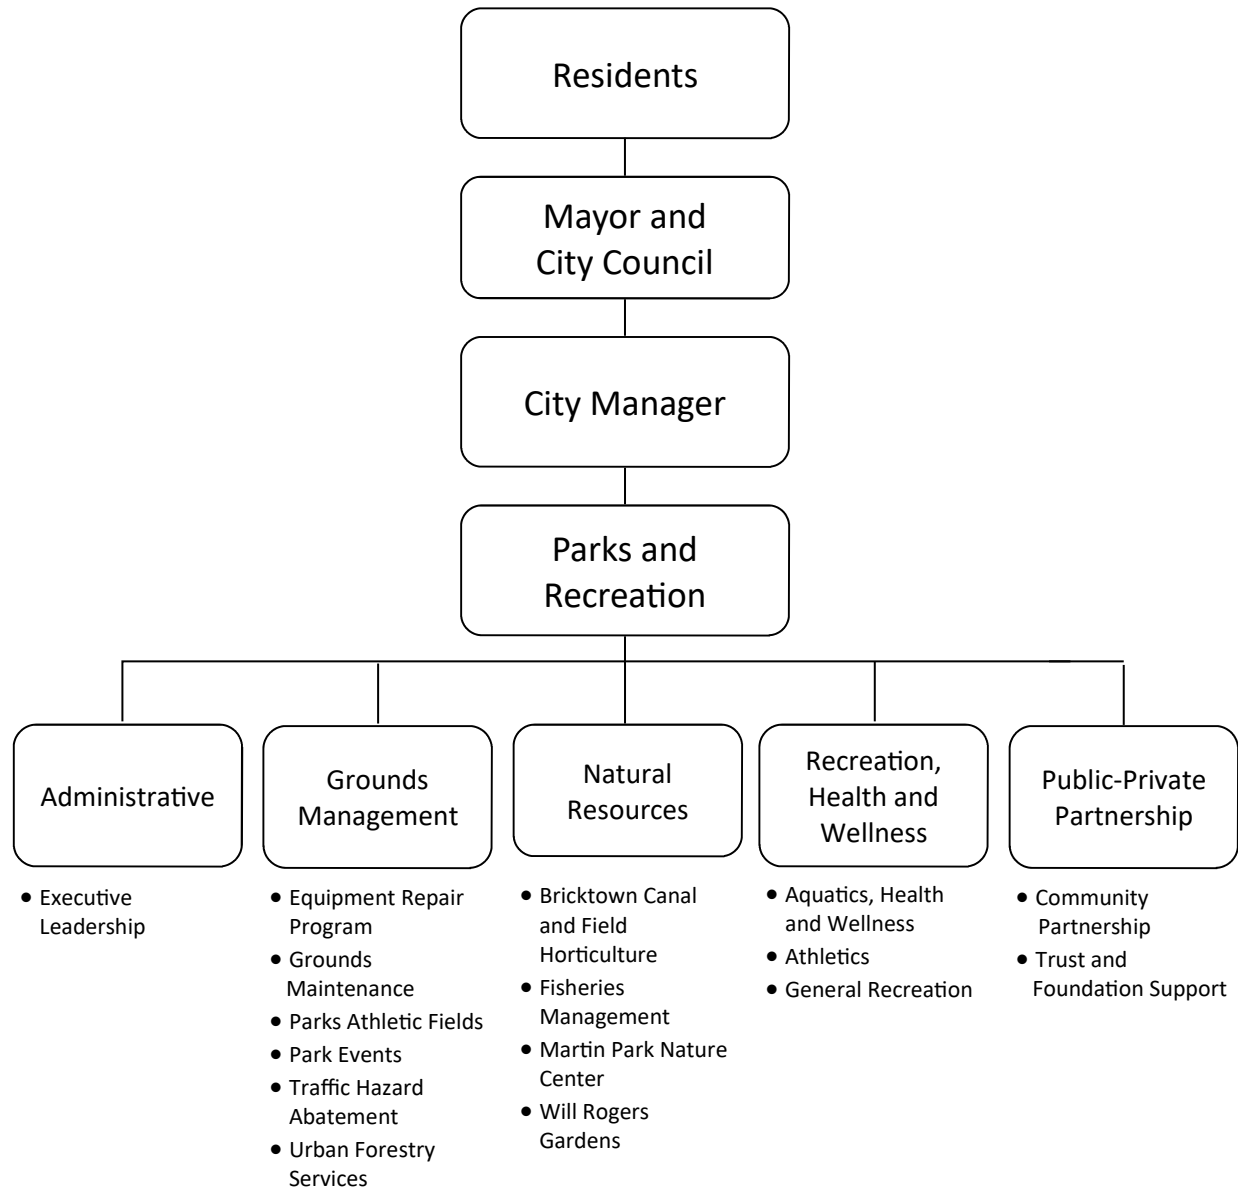 Residents
Mayor and
City Council
City Manager
Parks and
Recreation
Administrative
• Executive
Leadership
Grounds
Management
• Equipment Repair
Program
• Grounds
Maintenance
• Parks Athletic Fields
• Park Events
• Traffic Hazard
Abatement
• Urban Forestry
Services
Natural
Resources
• Bricktown Canal
and Field
Horticulture
• Fisheries
Management
• Martin Park Nature
Center
• Will Rogers
Gardens
Recreation,
Health and
Wellness
• Aquatics, Health
and Wellness
• Athletics
• General Recreation
Public-Private
Partnership
• Community
Partnership
• Trust and
Foundation Support